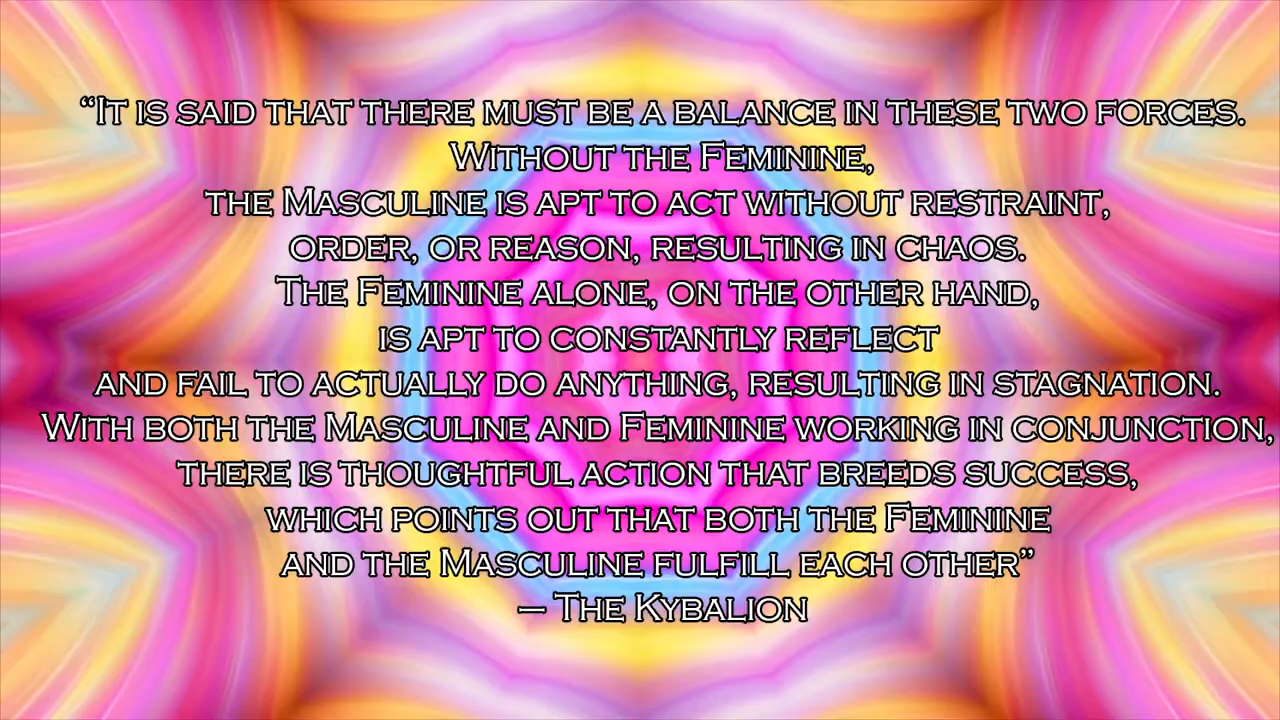 “It is said that there must be a balance in these two forces.
Without the Feminine,
the Masculine is apt to act without restraint,
order, or reason, resulting in chaos.
The Feminine alone, on the other hand,
is apt to constantly reflect
and fail to actually do anything, resulting in stagnation.
With both the Masculine and Feminine working in conjunction,
there is thoughtful action that breeds success,
which points out that both the Feminine
and the Masculine fulfill each other”
– The Kybalion